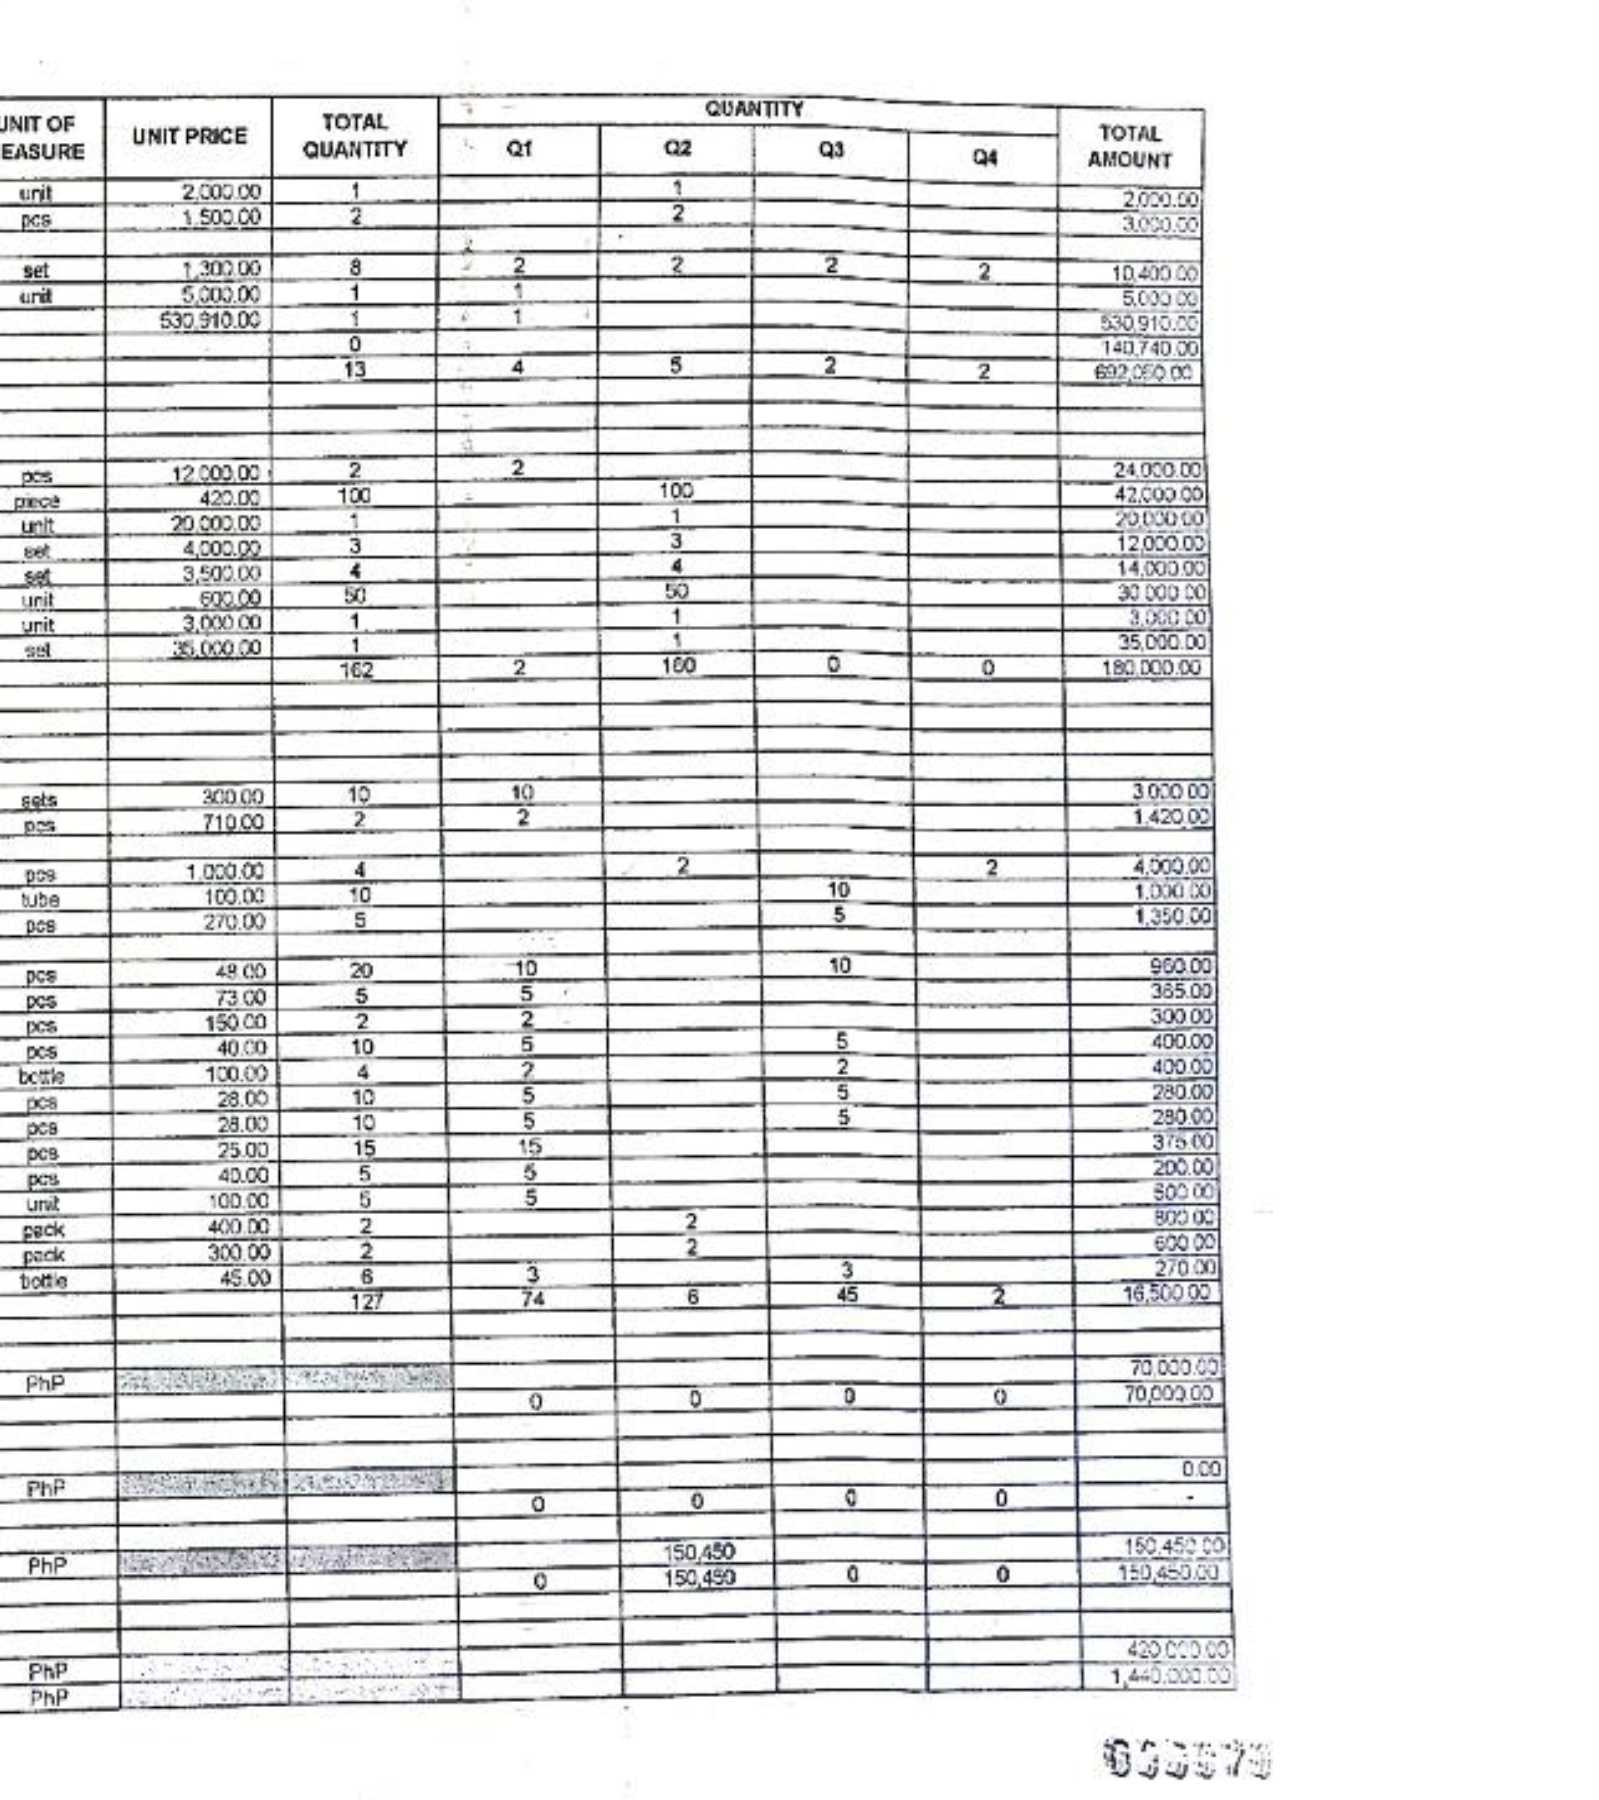 QUANTITY
UNIT OF EASURE UNIT PRICE TOTAL QUANTITY Q1 Q2 Q3 Q4 TOTAL AMOUNT
unit 2,000.00 1 1 2,000.00
pcs 1,500.00 2 2 3,000.00
set 1,300.00 8 2 2 2 2 10,400.00
unit 5,000.00 1 1 5,000.00
530,910.00 1 1 530,910.00
0 140,740.00
13 4 5 2 2 692,050.00
pcs 12,000.00 2 2 24,000.00
piece 420.00 100 100 42,000.00
unit 20,000.00 1 1 20,000.00
set 4,000.00 3 3 12,000.00
set 3,500.00 4 4 14,000.00
unit 600.00 50 50 30,000.00
unit 3,000.00 1 1 3,000.00
set 35,000.00 1 1 35,000.00
162 2 160 0 0 180,000.00
sets 300.00 10 10 3,000.00
pcs 710.00 2 2 1,420.00
pcs 1,000.00 4 2 2 4,000.00
tube 100.00 10 10 1,000.00
pcs 270.00 5 5 1,350.00
pcs 48.00 20 10 10 960.00
pcs 73.00 5 5 365.00
pcs 150.00 2 2 300.00
pcs 40.00 10 5 5 400.00
bottle 100.00 4 2 2 400.00
pcs 28.00 10 5 5 280.00
pcs 28.00 10 5 5 280.00
pcs 25.00 15 15 375.00
pcs 40.00 5 5 200.00
unit 100.00 5 5 500.00
pack 400.00 2 2 800.00
pack 300.00 2 2 600.00
bottle 45.00 6 3 3 270.00
127 74 6 45 2 16,500.00
PhP 70,000.00
0 0 0 0 70,000.00
PhP 0.00
0 0 0 0 -
PhP 150,450 150,450.00
0 150,450 0 0 150,450.00
PhP 420,000.00
PhP 1,440,000.00